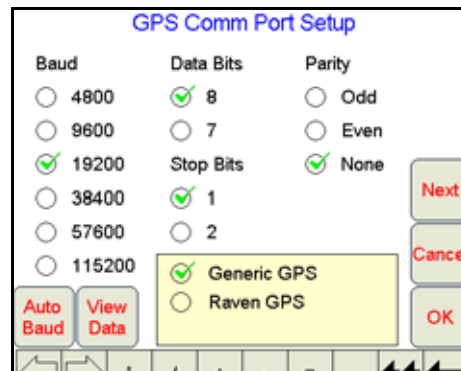 GPS Comm Port Setup
Baud
4800
9600
19200
38400
57600
115200
Data Bits
8
7
Stop Bits
1
2
Parity
Odd
Even
None
Generic GPS
Raven GPS
Auto
Baud
View
Data
Next
Cancel
OK